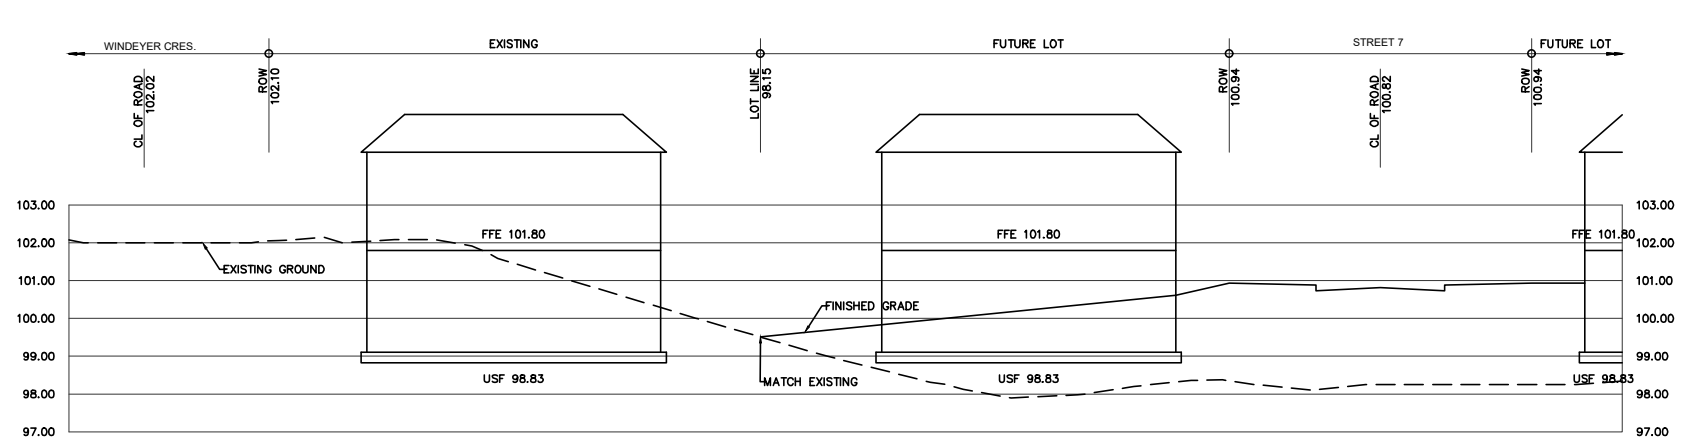 WINDEYER CRES.
EXISTING
FUTURE LOT
STREET 7
FUTURE LOT
CL OF ROAD
102.02
ROW
102.10
LOT LINE
98.15
ROW
100.94
CL OF ROAD
100.82
ROW
100.94
103.00
103.00
FFE 101.80
FFE 101.80
FFE 101.80
102.00
102.00
EXISTING GROUND
101.00
101.00
FINISHED GRADE
100.00
100.00
99.00
99.00
USF 98.83
MATCH EXISTING
USF 98.83
USF 98.83
98.00
98.00
97.00
97.00